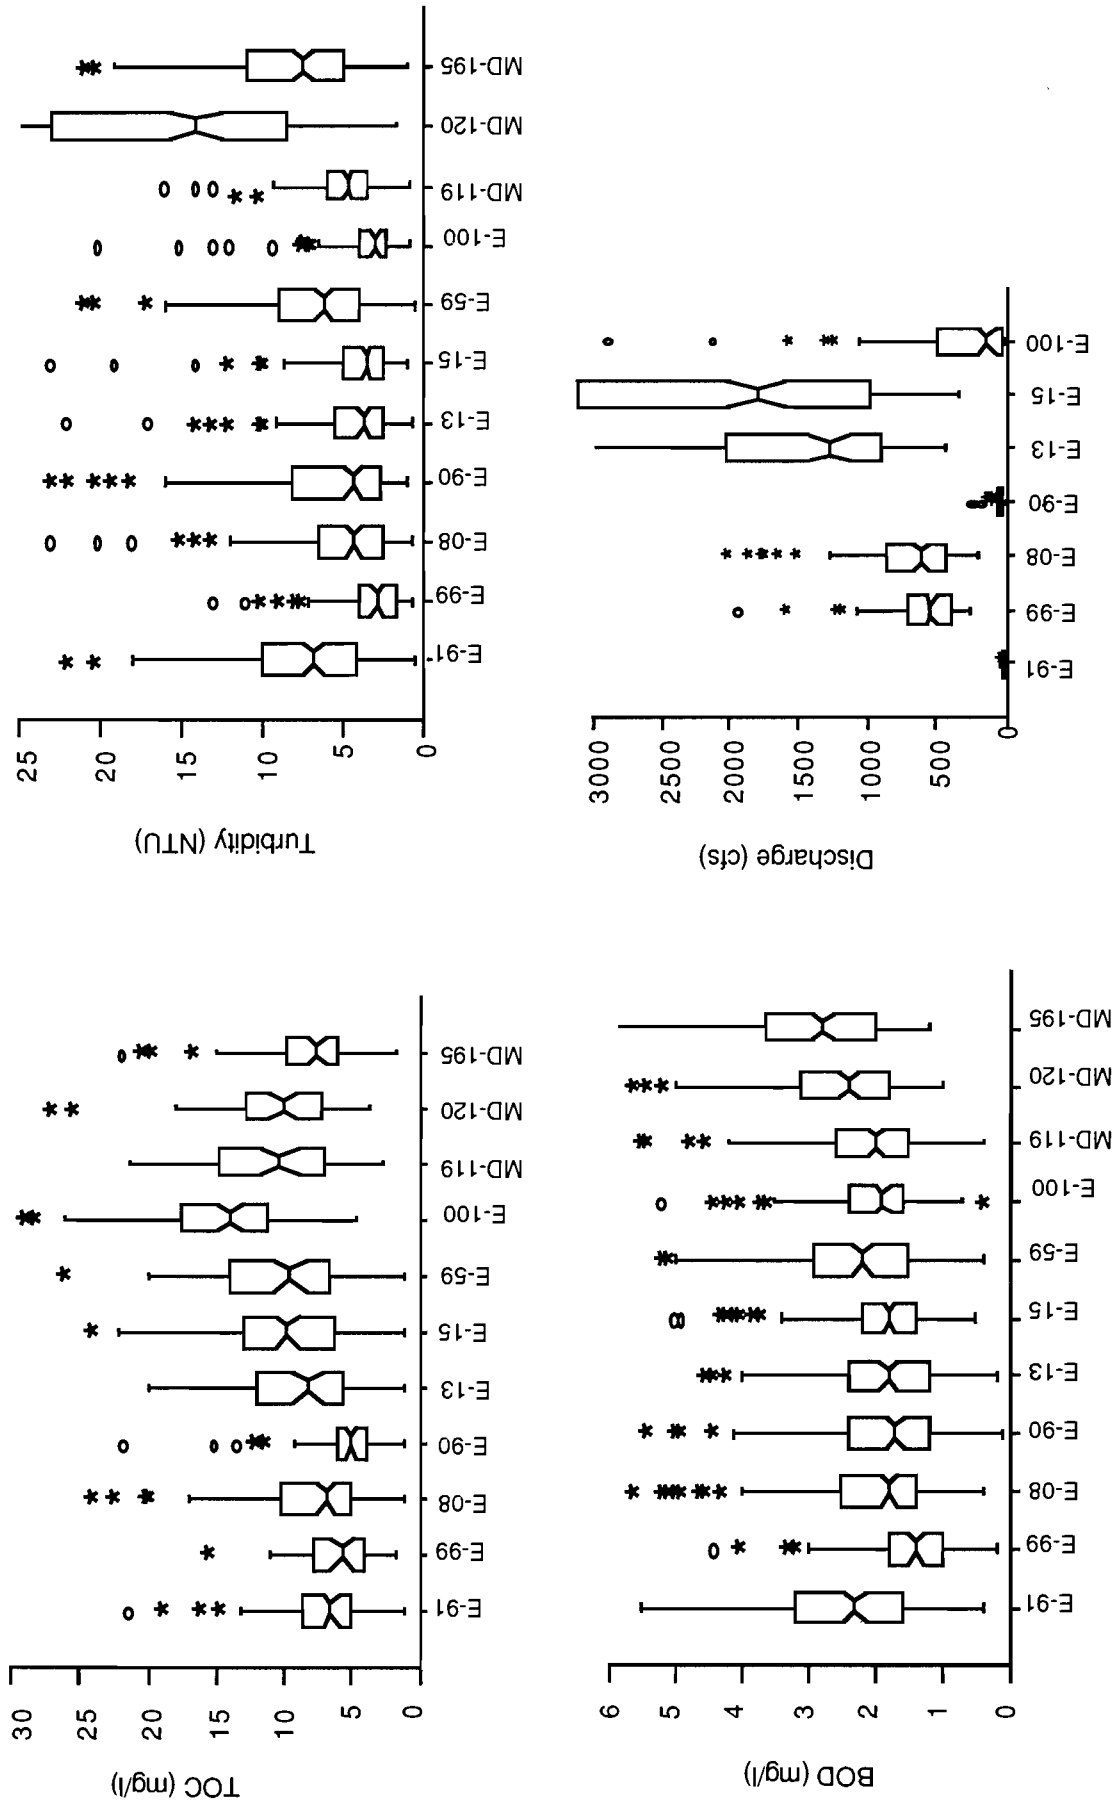 TOC (mg/l)
30
25
20
15
10
5
0
E-91
E-99
E-08
E-90
E-13
E-15
E-59
E-100
MD-119
MD-120
MD-195
Turbidity (NTU)
25
20
15
10
5
0
E-91
E-99
E-08
E-90
E-13
E-15
E-59
E-100
MD-119
MD-120
MD-195
BOD (mg/l)
6
5
4
3
2
1
0
E-91
E-99
E-08
E-90
E-13
E-15
E-59
E-100
MD-119
MD-120
MD-195
Discharge (cfs)
3000
2500
2000
1500
1000
500
0
E-91
E-99
E-08
E-90
E-13
E-15
E-100